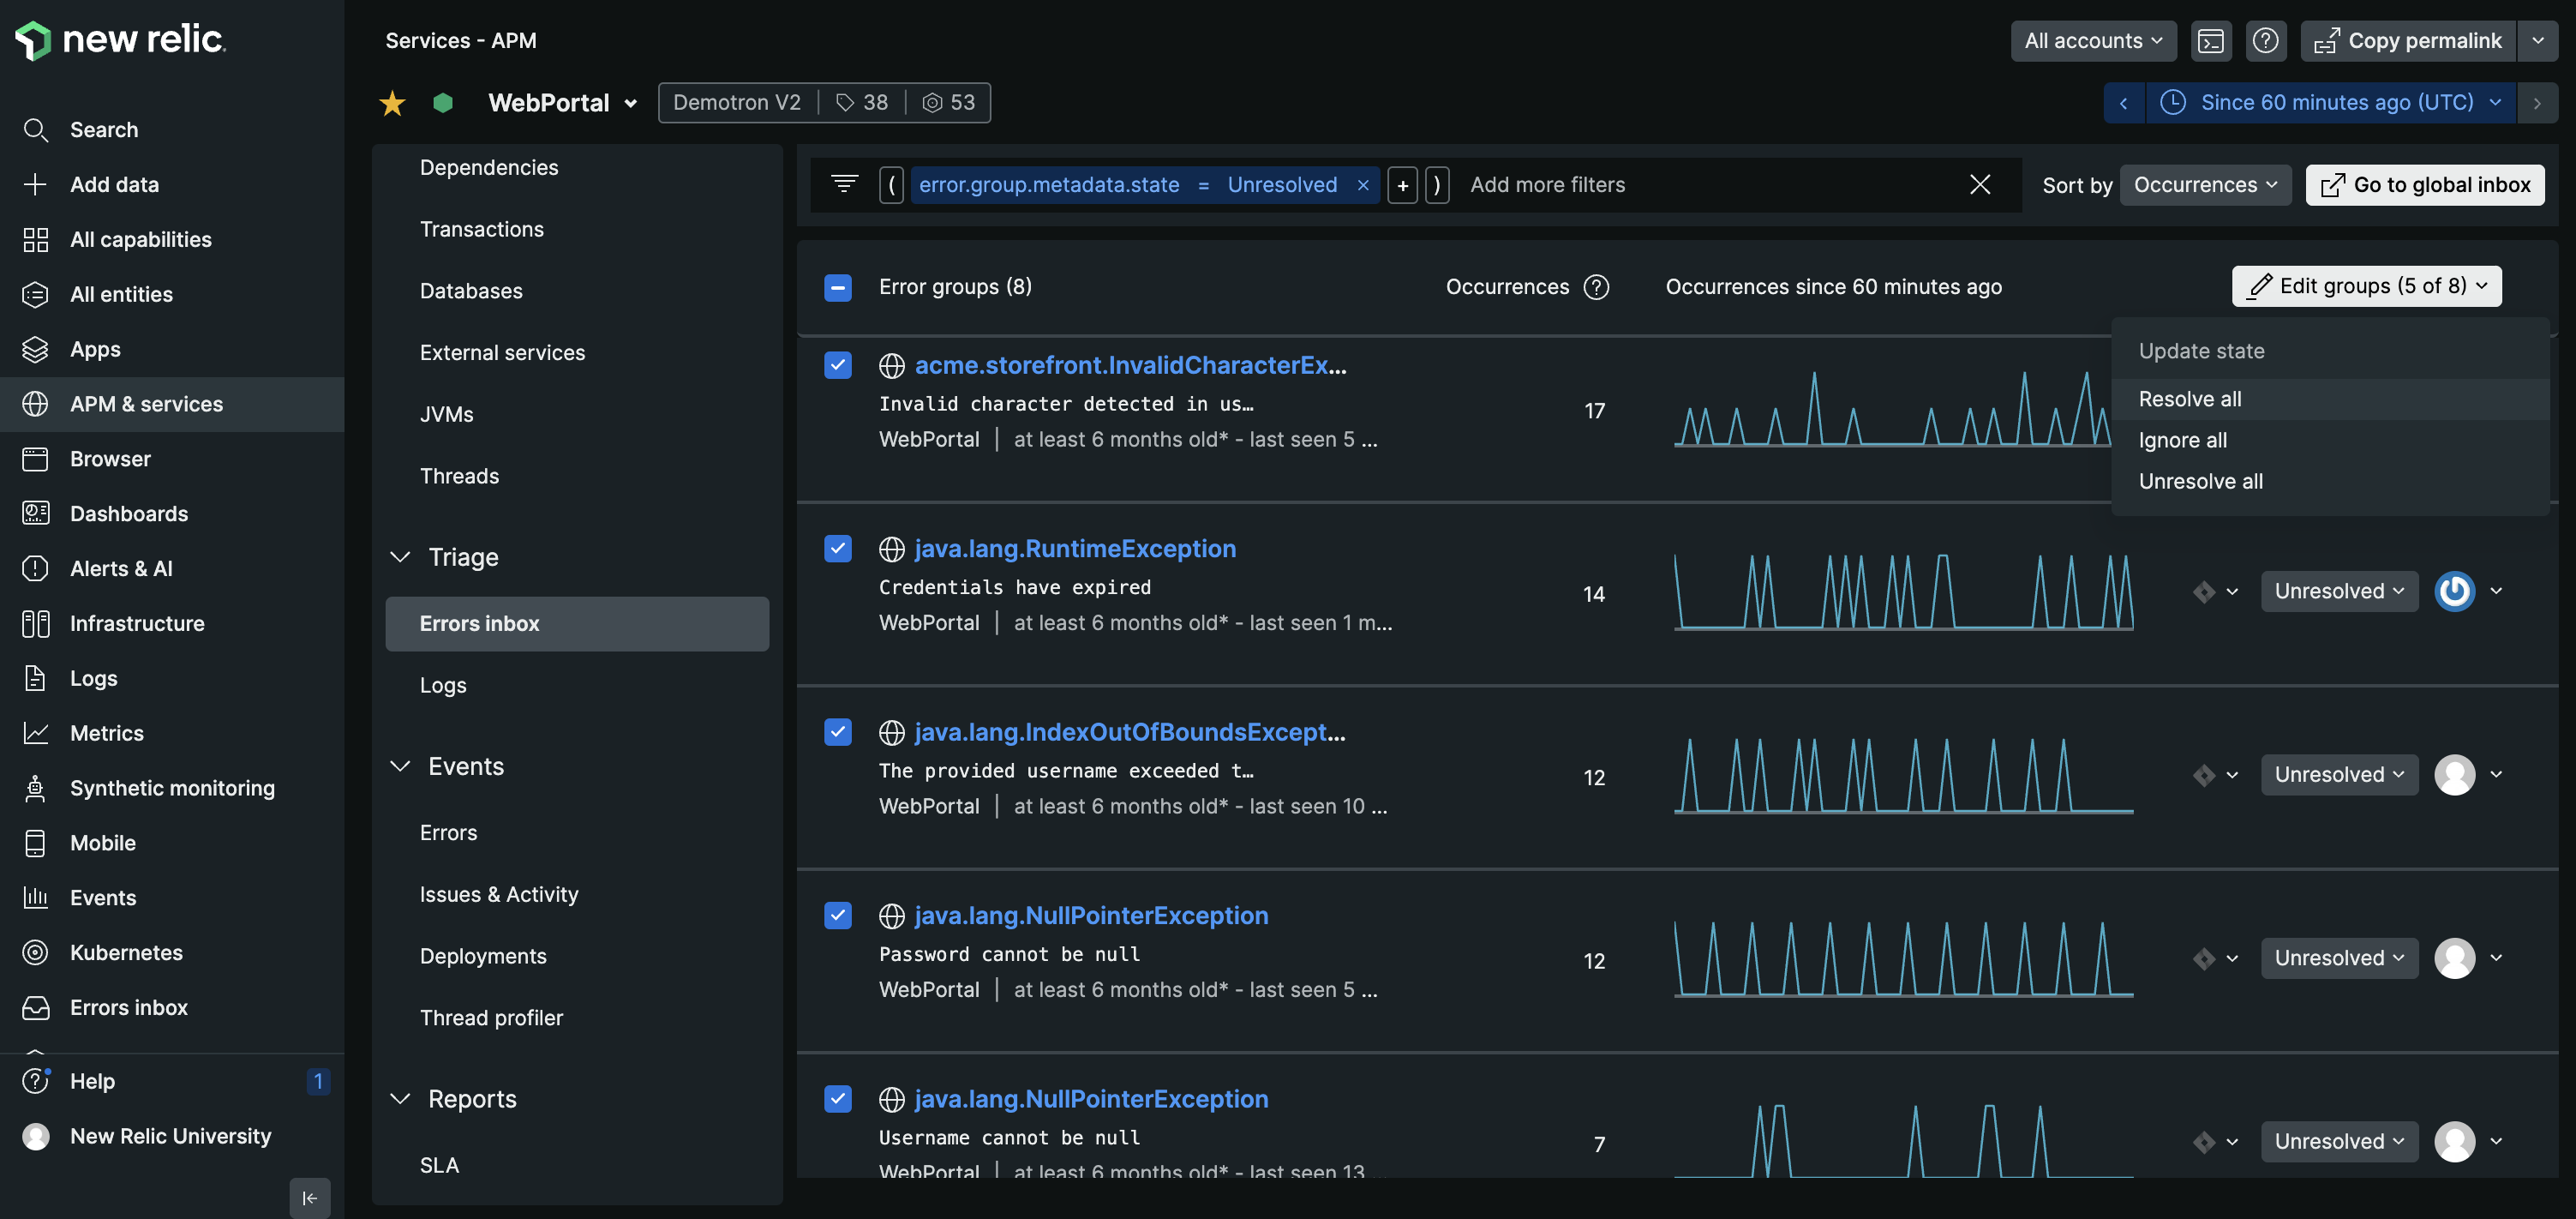 new relic.
Search
Add data
All capabilities
All entities
Apps
APM & services
Browser
Dashboards
Alerts & AI
Infrastructure
Logs
Metrics
Synthetic monitoring
Mobile
Events
Kubernetes
Errors inbox
Help 1
New Relic University
Services - APM
All accounts
Copy permalink
WebPortal
Demotron V2 38 53
Since 60 minutes ago (UTC)
Dependencies
Transactions
Databases
External services
JVMs
Threads
Triage
Errors inbox
Logs
Events
Errors
Issues & Activity
Deployments
Thread profiler
Reports
SLA
( error.group.metadata.state = Unresolved × + ) Add more filters
Sort by Occurrences
Go to global inbox
Error groups (8) Occurrences ? Occurrences since 60 minutes ago
Edit groups (5 of 8)
Update state
Resolve all
Ignore all
Unresolve all
acme.storefront.InvalidCharacterEx...
Invalid character detected in us…
WebPortal | at least 6 months old* - last seen 5 ...
17
java.lang.RuntimeException
Credentials have expired
WebPortal | at least 6 months old* - last seen 1 m...
14
Unresolved
java.lang.IndexOutOfBoundsExcept...
The provided username exceeded t…
WebPortal | at least 6 months old* - last seen 10 ...
12
Unresolved
java.lang.NullPointerException
Password cannot be null
WebPortal | at least 6 months old* - last seen 5 ...
12
Unresolved
java.lang.NullPointerException
Username cannot be null
WebPortal | at least 6 months old* - last seen 13 ...
7
Unresolved